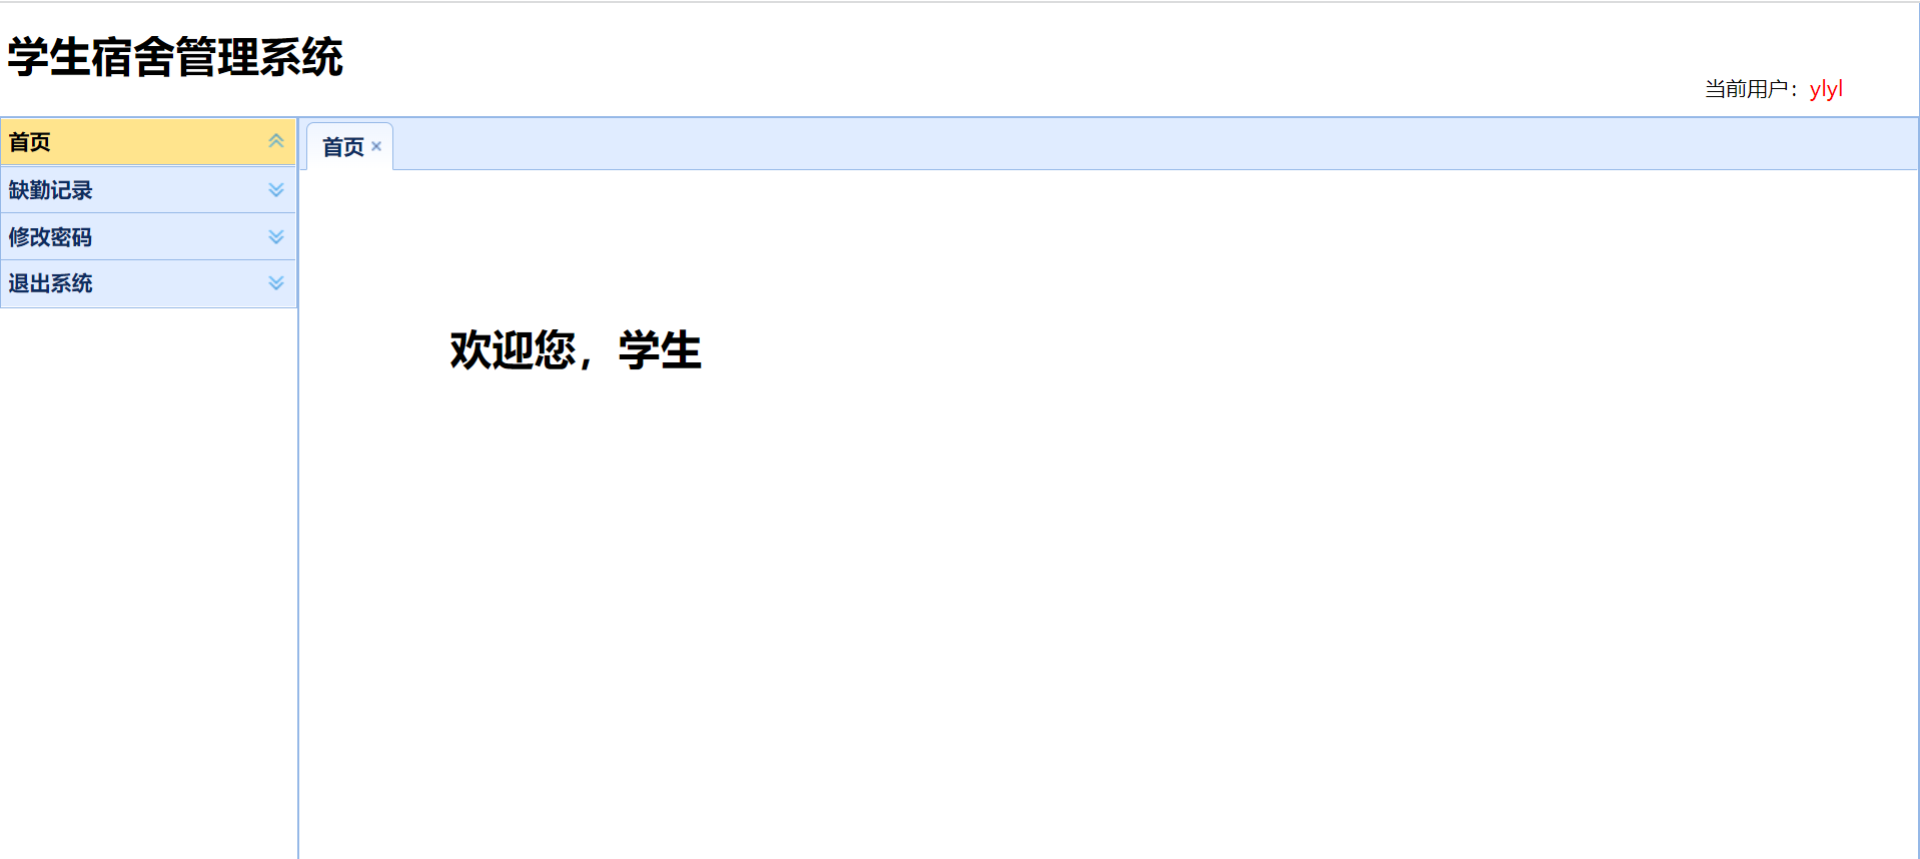 学生宿舍管理系统
当前用户：ylyl
首页
缺勤记录
修改密码
退出系统
首页 ×
欢迎您，学生